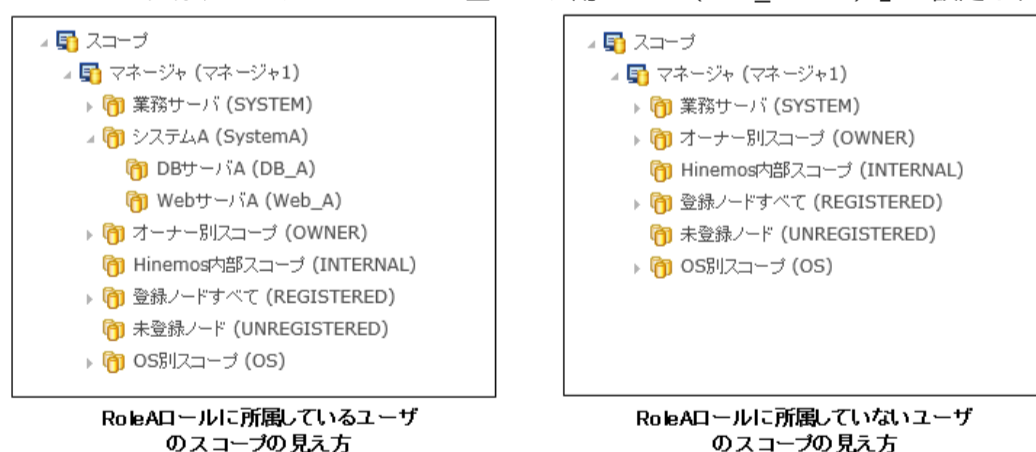 スコープ
マネージャ (マネージャ1)
業務サーバ (SYSTEM)
システムA (SystemA)
DBサーバA (DB_A)
WebサーバA (Web_A)
オーナー別スコープ (OWNER)
Hinemos内部スコープ (INTERNAL)
登録ノードすべて (REGISTERED)
未登録ノード (UNREGISTERED)
OS別スコープ (OS)
RoleAロールに所属しているユーザ
のスコープの見え方
スコープ
マネージャ (マネージャ1)
業務サーバ (SYSTEM)
オーナー別スコープ (OWNER)
Hinemos内部スコープ (INTERNAL)
登録ノードすべて (REGISTERED)
未登録ノード (UNREGISTERED)
OS別スコープ (OS)
RoleAロールに所属していないユーザ
のスコープの見え方